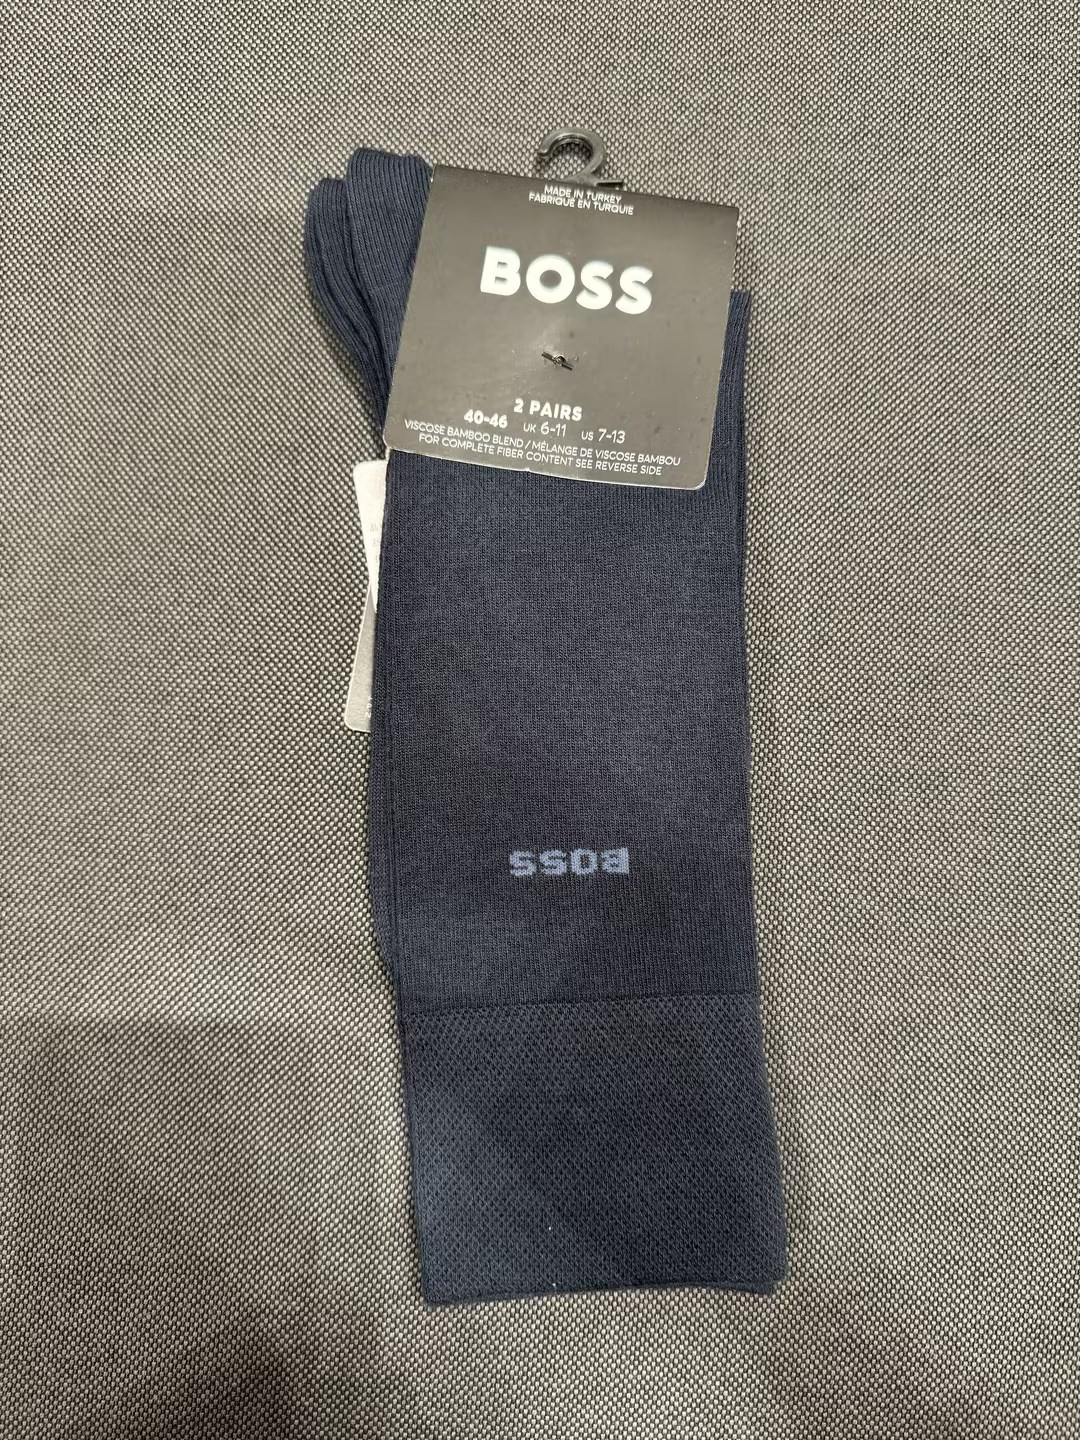 MADE IN TURKEY
FABRIQUÉ EN TURQUIE
BOSS
2 PAIRS
40-46 UK 6-11 US 7-13
VISCOSE BAMBOO BLEND / MÉLANGE DE VISCOSE BAMBOU
FOR COMPLETE FIBER CONTENT SEE REVERSE SIDE
BOSS